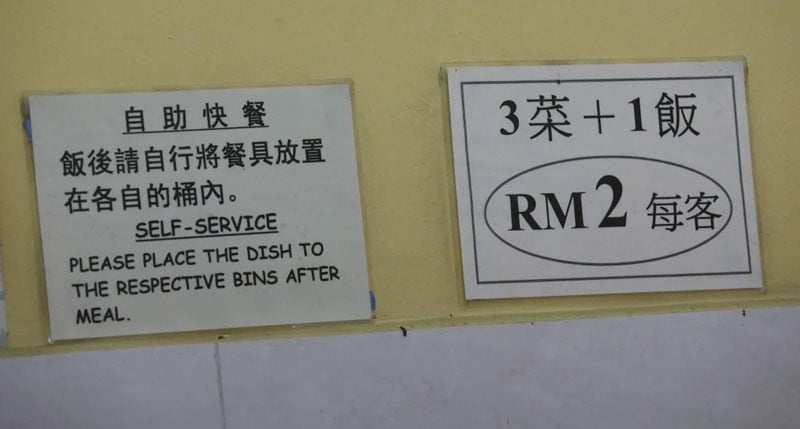 自助快餐
飯後請自行將餐具放置
在各自的桶內。
SELF-SERVICE
PLEASE PLACE THE DISH TO
THE RESPECTIVE BINS AFTER
MEAL.
3菜+1飯
RM2 每客